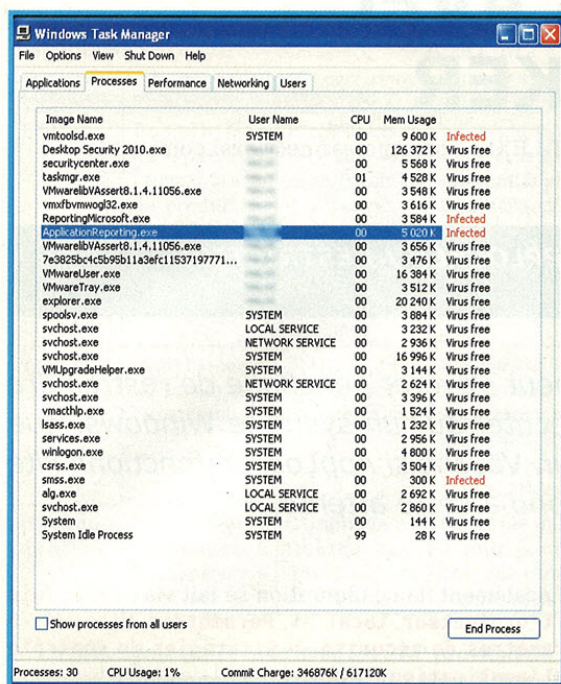 Windows Task Manager
File Options View Shut Down Help
Applications Processes Performance Networking Users
Image Name User Name CPU Mem Usage
vmtoolsd.exe SYSTEM 00 9 600 K Infected
Desktop Security 2010.exe 00 126 372 K Virus free
securitycenter.exe 00 5 568 K Virus free
taskmgr.exe 01 4 528 K Virus free
VMwarelibVAssert8.1.4.11056.exe 00 3 548 K Virus free
vmxfbvmwogl32.exe 00 3 616 K Virus free
ReportingMicrosoft.exe 00 3 584 K Infected
ApplicationReporting.exe 00 5 020 K Infected
VMwarelibVAssert8.1.4.11056.exe 00 3 656 K Virus free
7e3825bc4c5b95b11a3efc11537197771... 00 3 476 K Virus free
VMwareUser.exe 00 16 384 K Virus free
VMwareTray.exe 00 3 512 K Virus free
explorer.exe 00 20 240 K Virus free
spoolsv.exe SYSTEM 00 3 884 K Virus free
svchost.exe LOCAL SERVICE 00 3 232 K Virus free
svchost.exe NETWORK SERVICE 00 2 936 K Virus free
svchost.exe SYSTEM 00 16 996 K Virus free
VMUpgradeHelper.exe SYSTEM 00 3 144 K Virus free
svchost.exe NETWORK SERVICE 00 2 624 K Virus free
svchost.exe SYSTEM 00 3 396 K Virus free
vmacthlp.exe SYSTEM 00 1 524 K Virus free
lsass.exe SYSTEM 00 1 232 K Virus free
services.exe SYSTEM 00 2 956 K Virus free
winlogon.exe SYSTEM 00 4 800 K Virus free
csrss.exe SYSTEM 00 3 504 K Virus free
smss.exe SYSTEM 00 300 K Infected
alg.exe LOCAL SERVICE 00 2 692 K Virus free
svchost.exe LOCAL SERVICE 00 2 860 K Virus free
System SYSTEM 00 144 K Virus free
System Idle Process SYSTEM 99 28 K Virus free
Show processes from all users
End Process
Processes: 30 CPU Usage: 1% Commit Charge: 346876K / 617120K